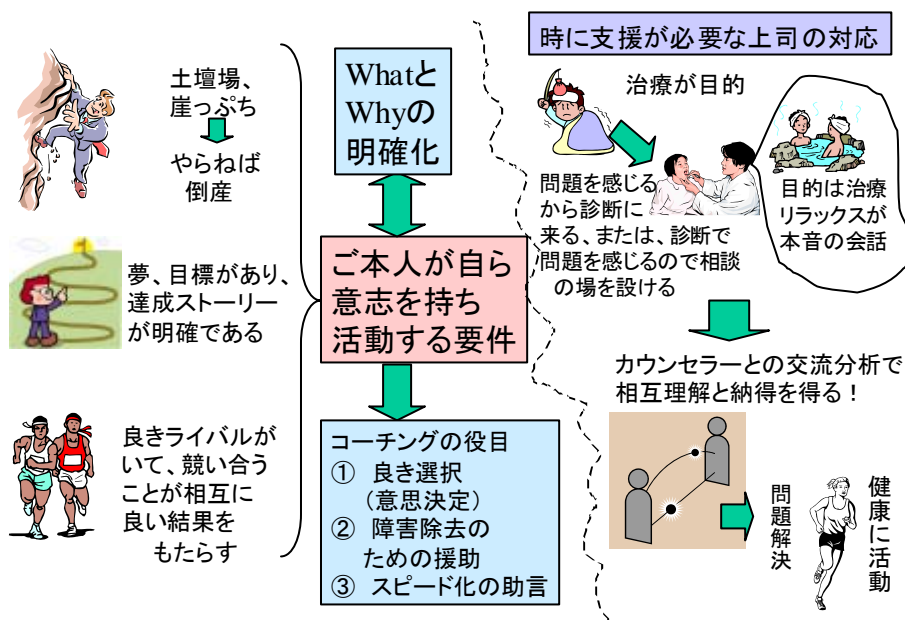 土壇場、
崖っぷち
やらねば
倒産
夢、目標があり、
達成ストーリー
が明確である
良きライバルが
いて、競い合う
ことが相互に
良い結果を
もたらす
Whatと
Whyの
明確化
ご本人が自ら
意志を持ち
活動する要件
コーチングの役目
① 良き選択
（意思決定）
② 障害除去の
ための援助
③ スピード化の助言
時に支援が必要な上司の対応
治療が目的
問題を感じる
から診断に
来る、または、診断で
問題を感じるので相談
の場を設ける
目的は治療
リラックスが
本音の会話
カウンセラーとの交流分析で
相互理解と納得を得る！
問題解決
健康に活動